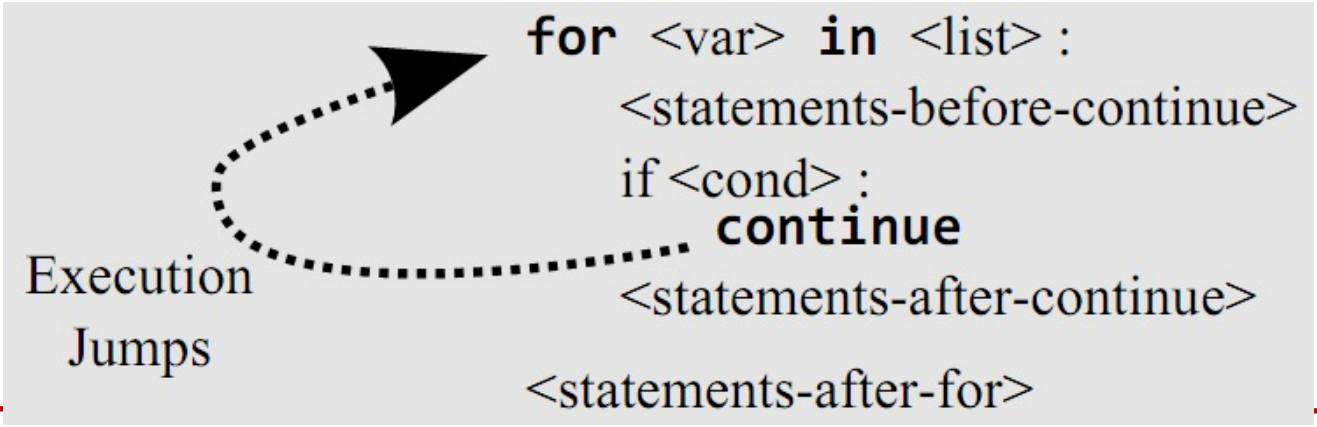 for <var> in <list> :
<statements-before-continue>
if <cond> :
continue
<statements-after-continue>
<statements-after-for>
Execution
Jumps